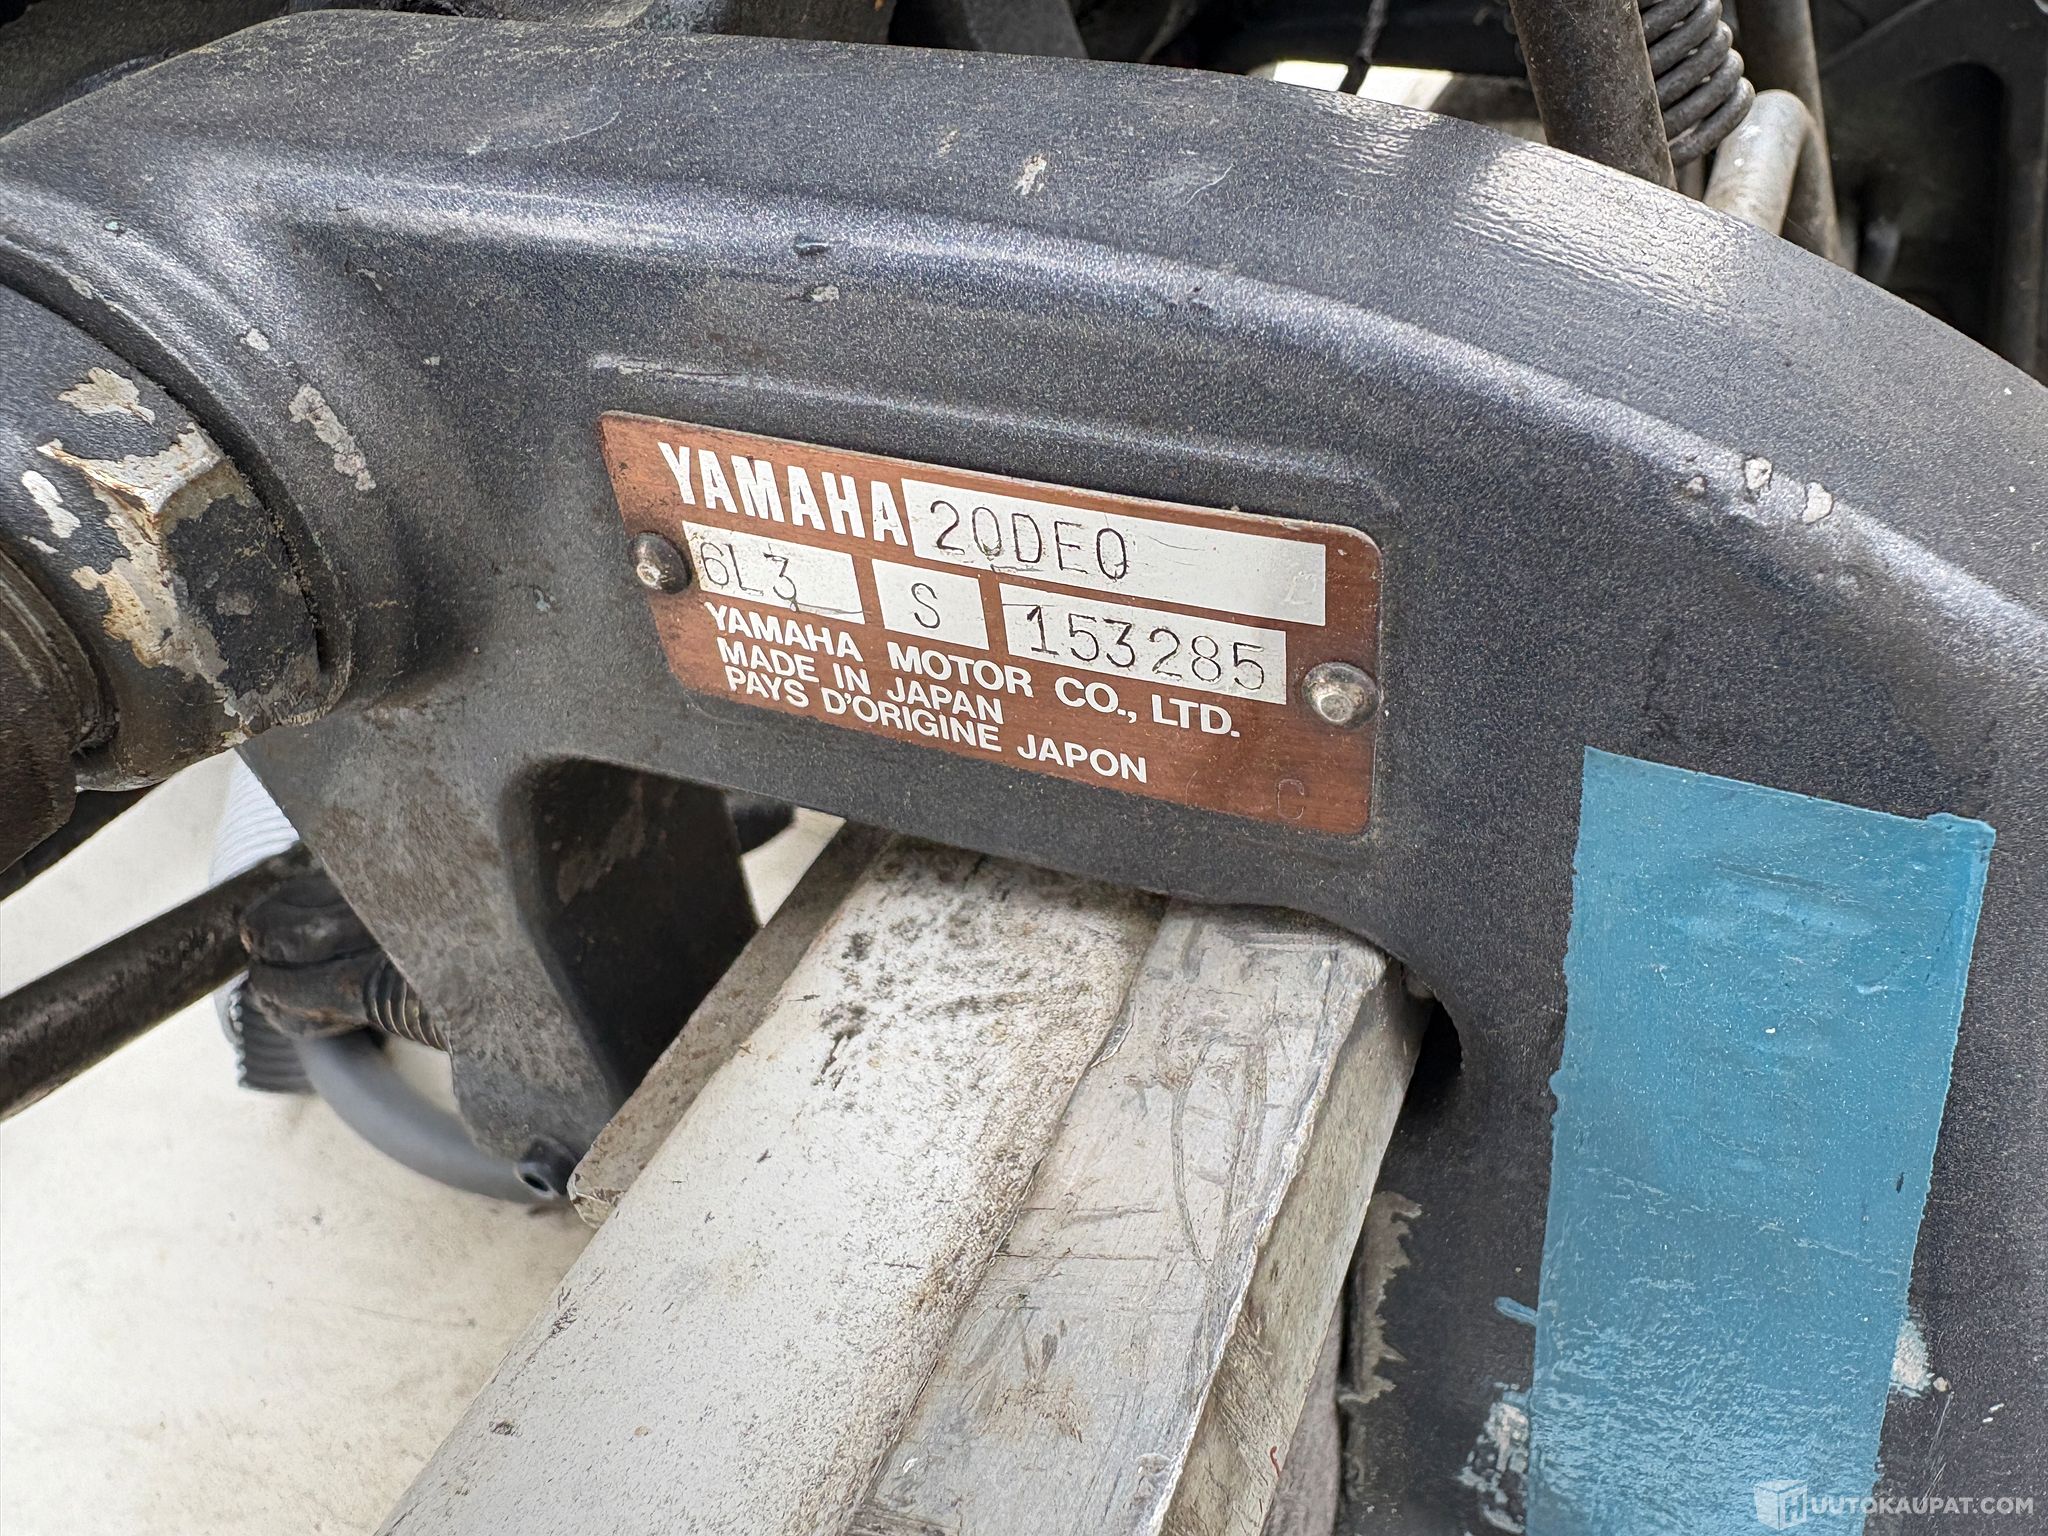 YAMAHA 20DEO
6L3 S 153285
YAMAHA MOTOR CO., LTD.
MADE IN JAPAN
PAYS D'ORIGINE JAPON
C
HUUTOKAUPAT.COM